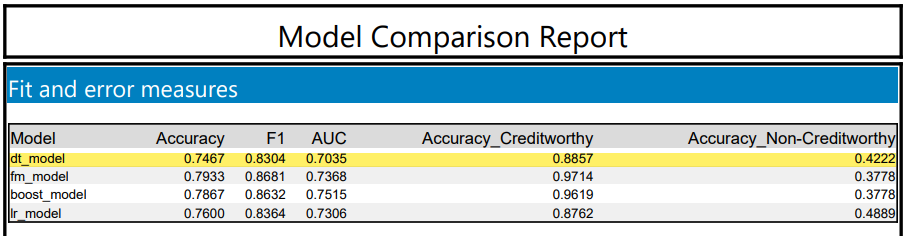 Model Comparison Report
Fit and error measures
Model Accuracy F1 AUC Accuracy_Creditworthy Accuracy_Non-Creditworthy
dt_model 0.7467 0.8304 0.7035 0.8857 0.4222
fm_model 0.7933 0.8681 0.7368 0.9714 0.3778
boost_model 0.7867 0.8632 0.7515 0.9619 0.3778
lr_model 0.7600 0.8364 0.7306 0.8762 0.4889